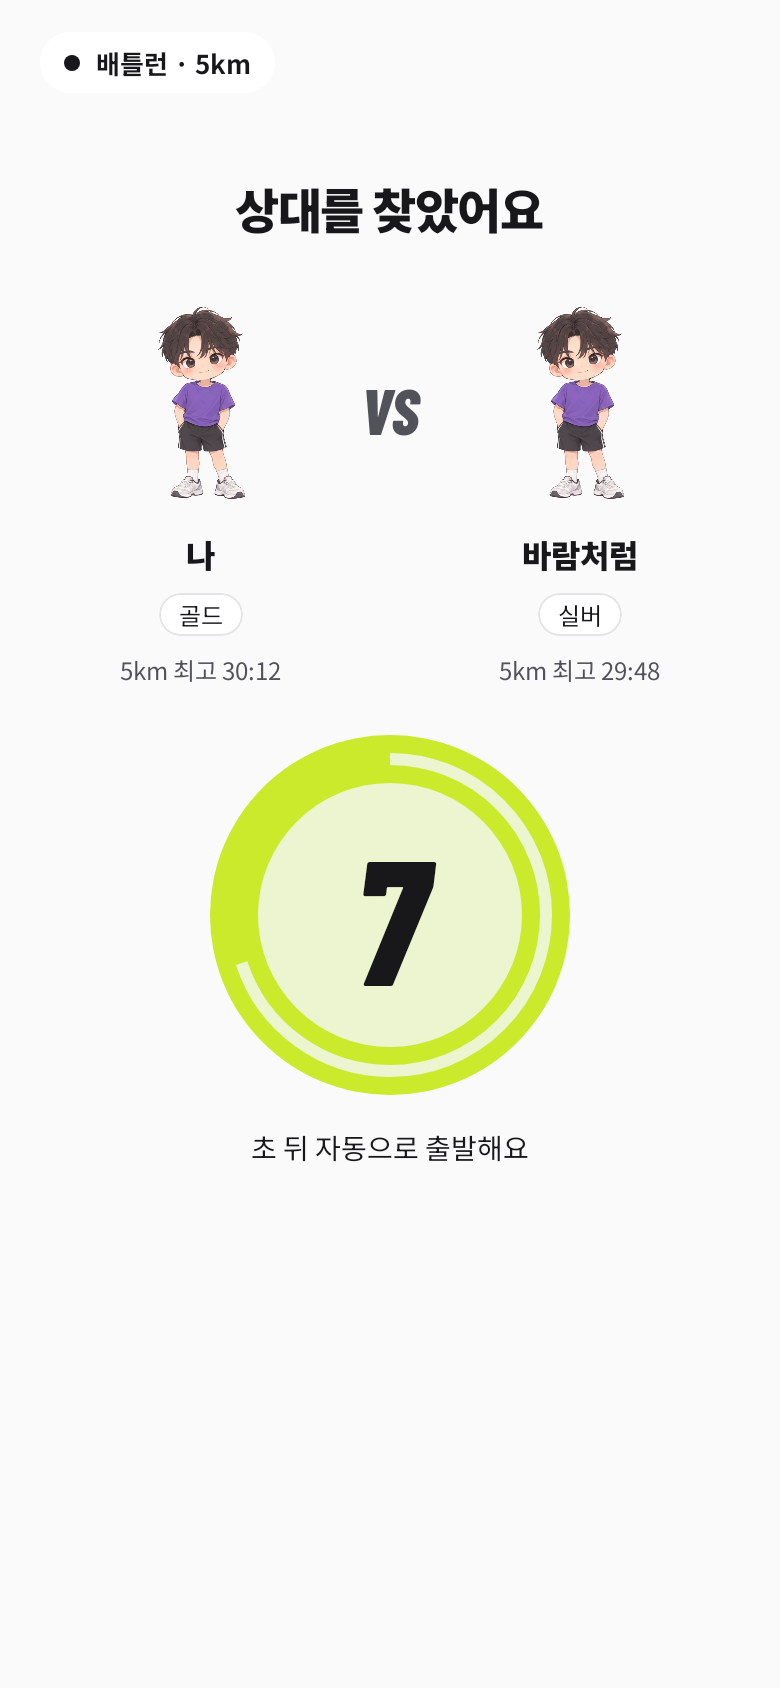 배틀런 · 5km
상대를 찾았어요
VS
나
바람처럼
골드
실버
5km 최고 30:12
5km 최고 29:48
7
초 뒤 자동으로 출발해요